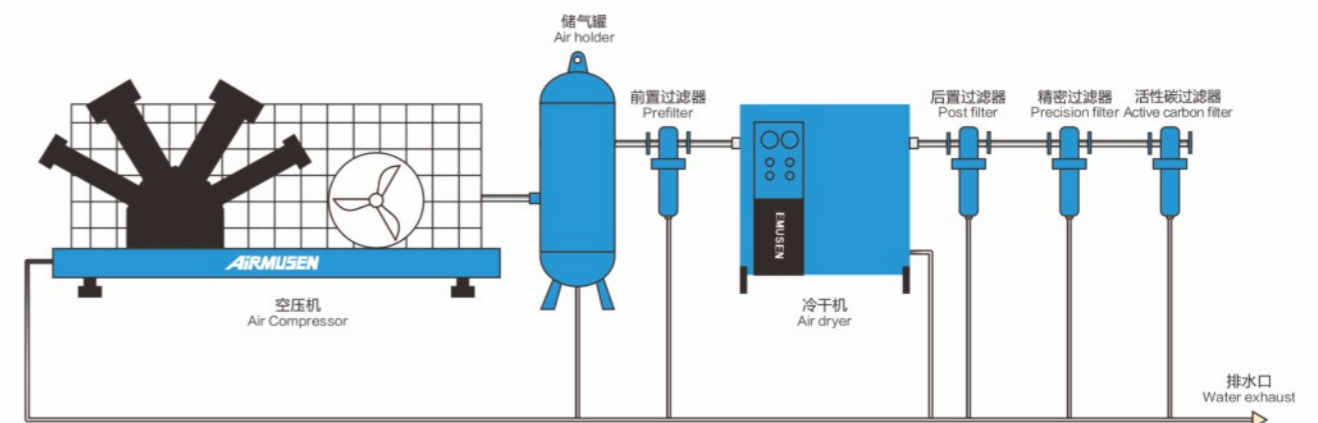 储气罐
Air holder
前置过滤器
Prefilter
后置过滤器
Post filter
精密过滤器
Precision filter
活性碳过滤器
Active carbon filter
EMUSEN
AiRMUSEN
空压机
Air Compressor
冷干机
Air dryer
排水口
Water exhaust